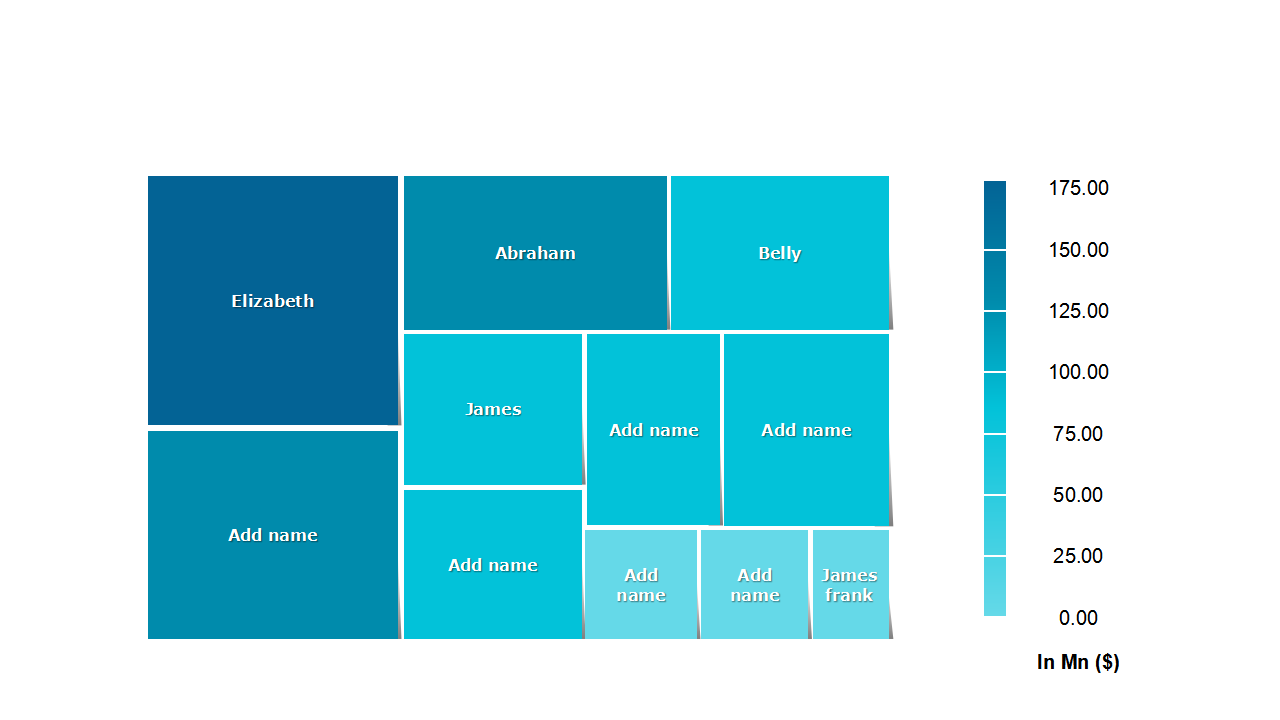 Elizabeth
Abraham
Belly
James
Add name
Add name
Add name
Add name
Add
name
Add
name
James
frank
175.00
150.00
125.00
100.00
75.00
50.00
25.00
0.00
In Mn ($)